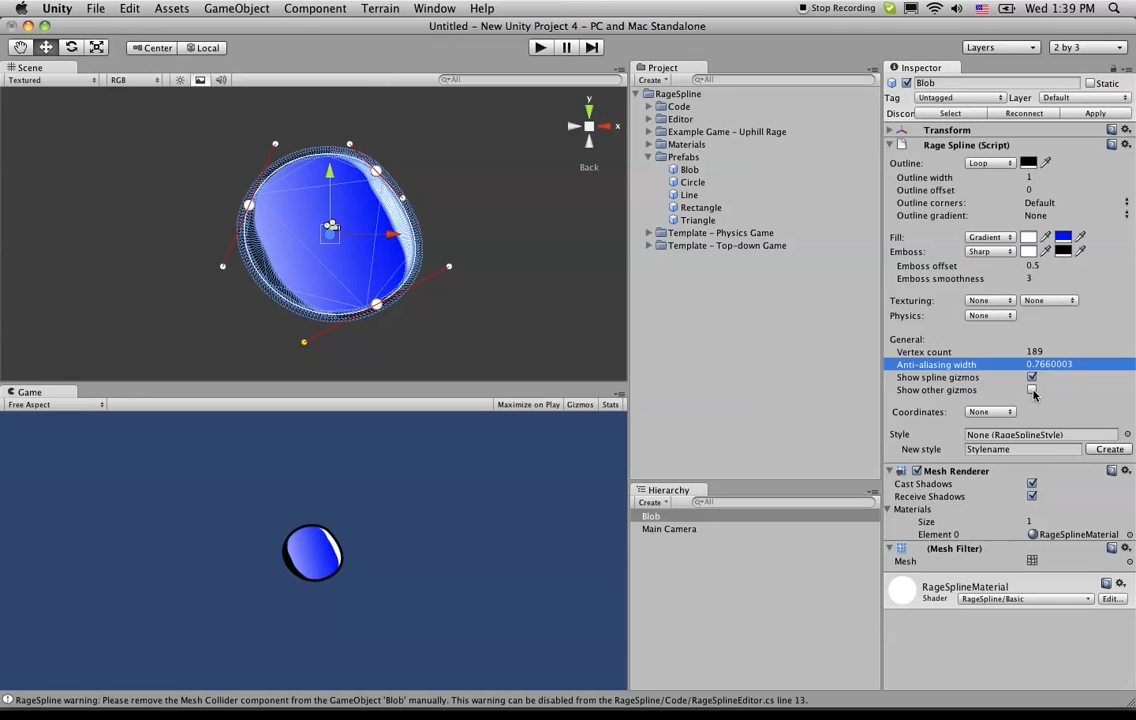 Unity File Edit Assets GameObject Component Terrain Window Help Stop Recording Wed 1:39 PM
Untitled - New Unity Project 4 - PC and Mac Standalone
Center Local Layers 2 by 3
Scene
Textured RGB All
y
x
Back
Game
Free Aspect Maximize on Play Gizmos Stats
Project
Create All
RageSpline
Code
Editor
Example Game - Uphill Rage
Materials
Prefabs
Blob
Circle
Line
Rectangle
Triangle
Template - Physics Game
Template - Top-down Game
Hierarchy
Create All
Blob
Main Camera
Inspector
Blob Static
Tag Untagged Layer Default
Discon Select Reconnect Apply
Transform
Rage Spline (Script)
Outline: Loop
Outline width 1
Outline offset 0
Outline corners: Default
Outline gradient: None
Fill: Gradient
Emboss: Sharp
Emboss offset 0.5
Emboss smoothness 3
Texturing: None None
Physics: None
General:
Vertex count 189
Anti-aliasing width 0.7660003
Show spline gizmos
Show other gizmos
Coordinates: None
Style None (RageSplineStyle)
New style Stylename Create
Mesh Renderer
Cast Shadows
Receive Shadows
Materials
Size 1
Element 0 RageSplineMaterial
(Mesh Filter)
Mesh
RageSplineMaterial
Shader RageSpline/Basic Edit...
RageSpline warning: Please remove the Mesh Collider component from the GameObject 'Blob' manually. This warning can be disabled from the RageSpline/Code/RageSplineEditor.cs line 13.